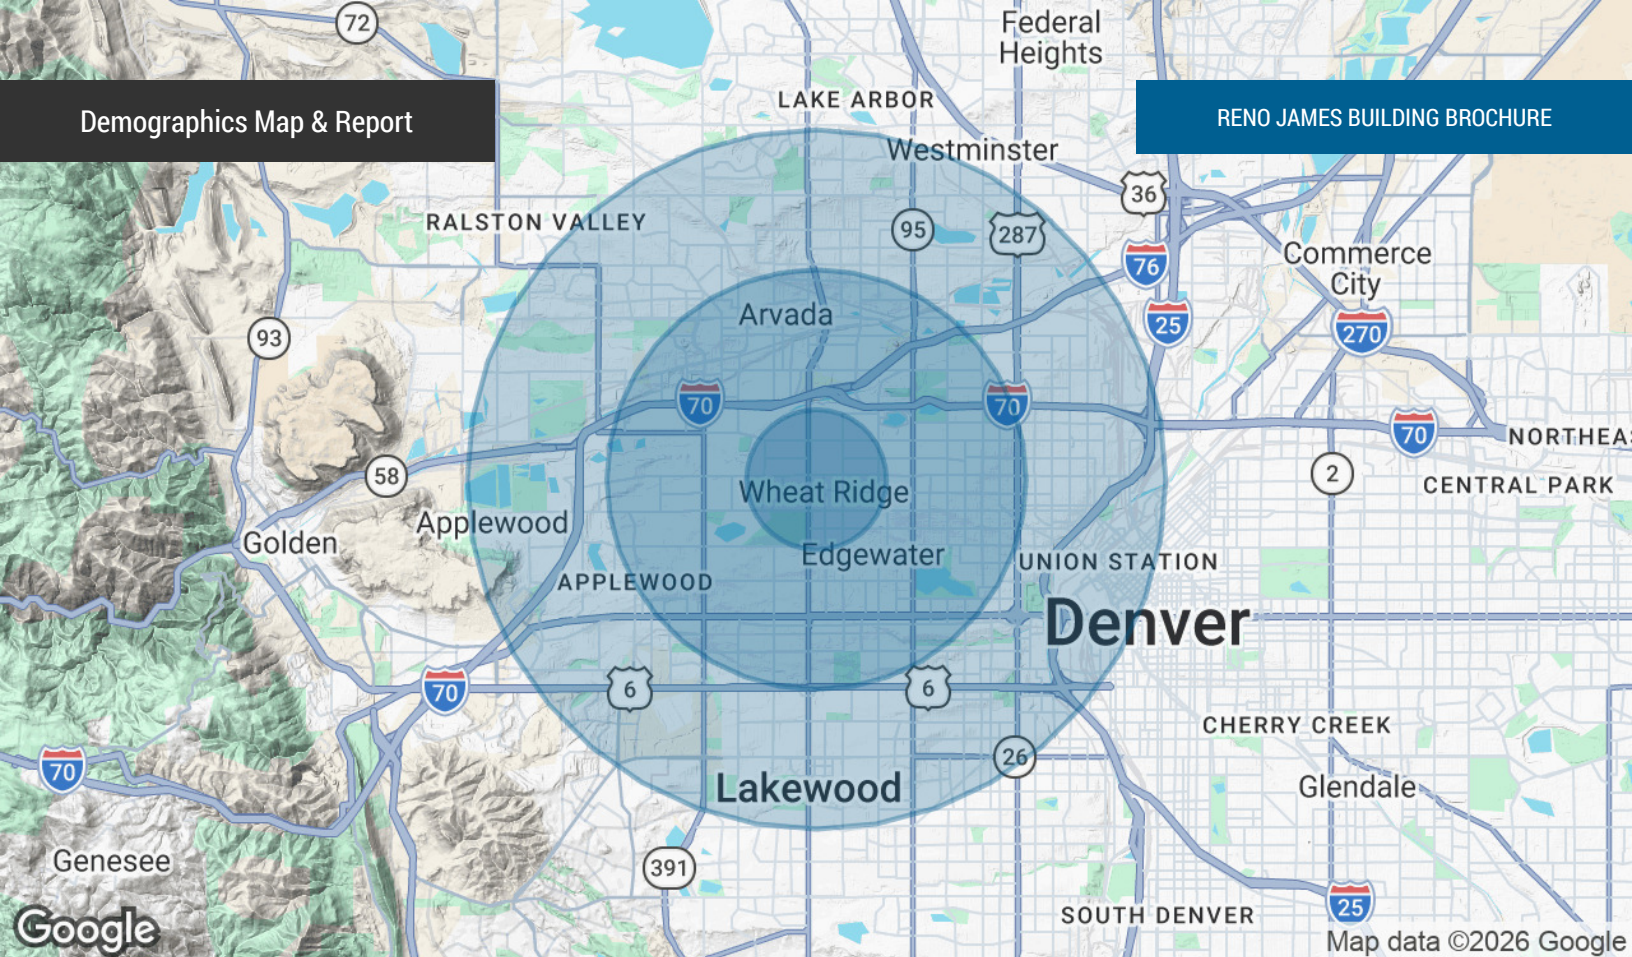 72
Federal
Heights
Demographics Map & Report
LAKE ARBOR
RENO JAMES BUILDING BROCHURE
Westminster
36
RALSTON VALLEY
95
287
76
Commerce
City
Arvada
25
270
93
70
70
70
NORTHEA
58
Wheat Ridge
2
CENTRAL PARK
Applewood
Golden
Edgewater
UNION STATION
APPLEWOOD
Denver
70
6
6
CHERRY CREEK
70
26
Lakewood
Glendale
Genesee
391
25
SOUTH DENVER
Google
Map data ©2026 Google